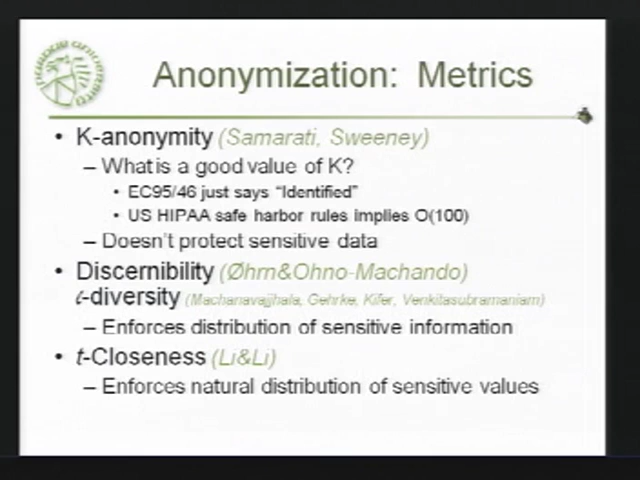 Anonymization: Metrics
• K-anonymity (Samarati, Sweeney)
– What is a good value of K?
• EC95/46 just says "Identified"
• US HIPAA safe harbor rules implies O(100)
– Doesn't protect sensitive data
• Discernibility (Øhrn&Ohno-Machando)
ℓ-diversity (Machanavajjhala, Gehrke, Kifer, Venkitasubramaniam)
– Enforces distribution of sensitive information
• t-Closeness (Li&Li)
– Enforces natural distribution of sensitive values